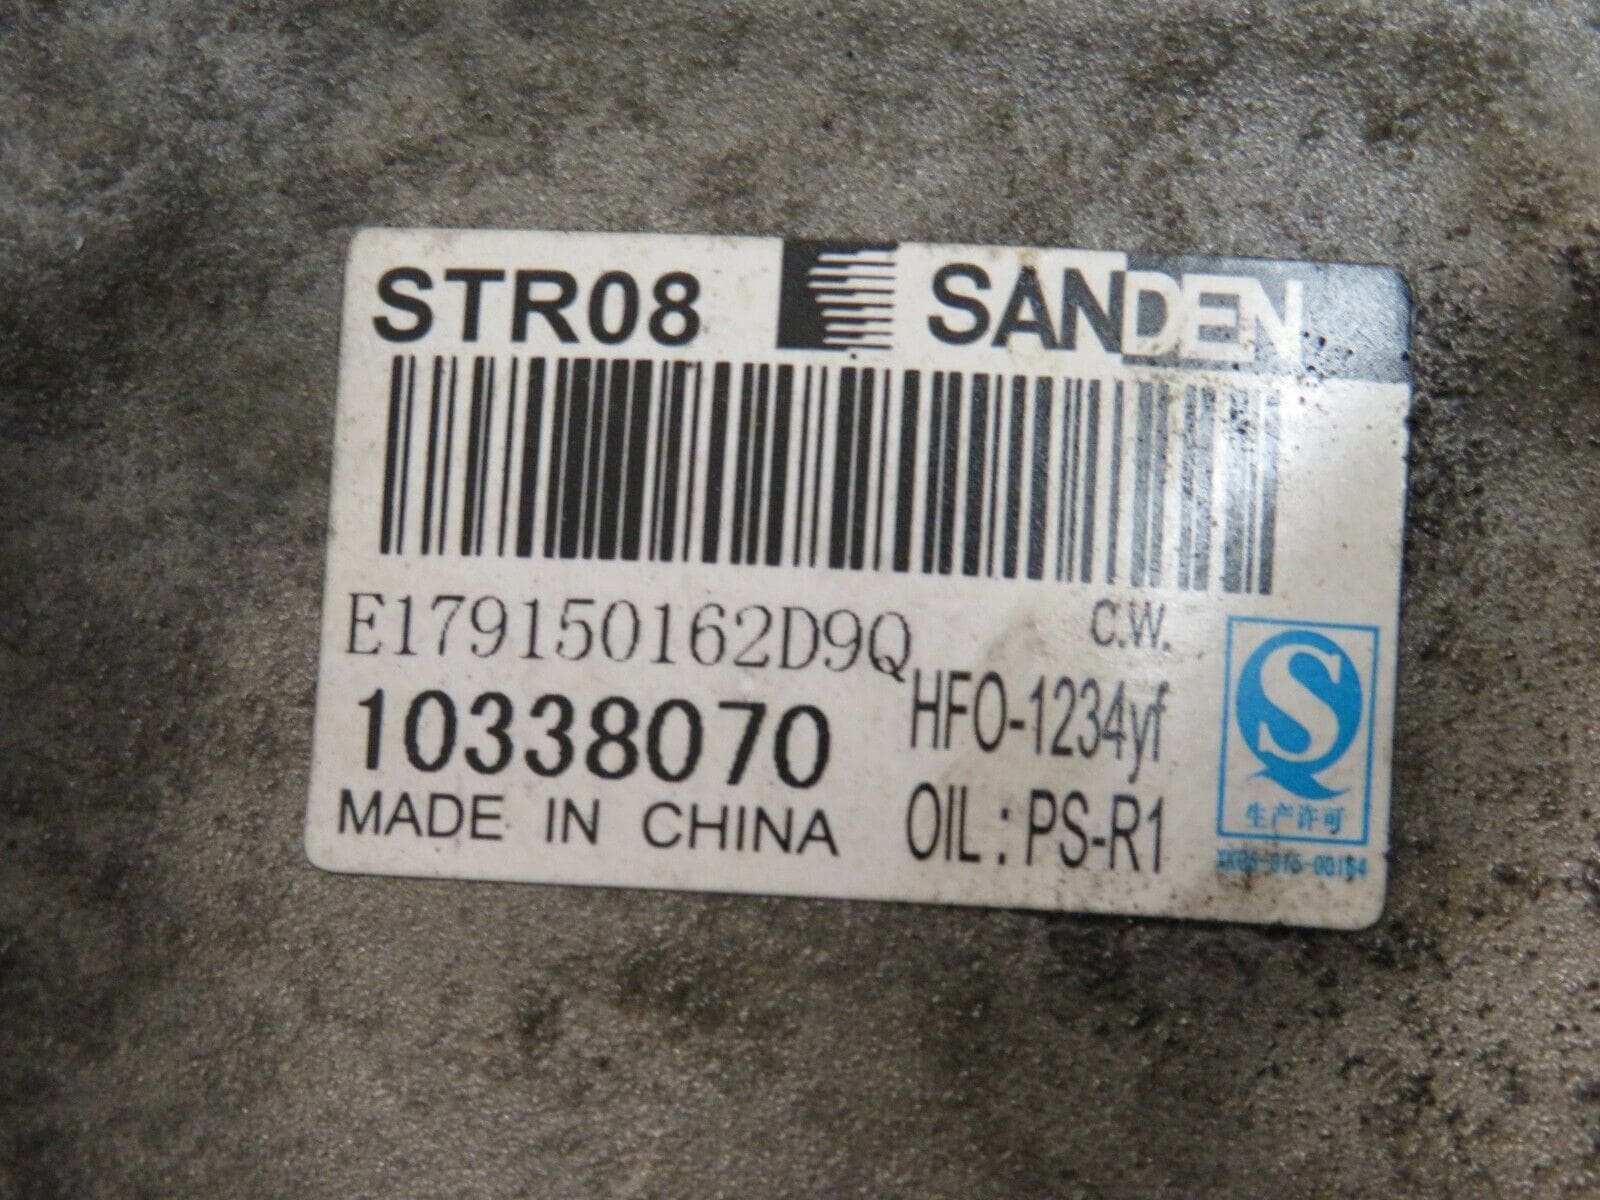 STR08 SANDEN
E179150162D9Q
C.W.
10338070
HFO-1234yf
MADE IN CHINA
OIL: PS-R1
生产许可